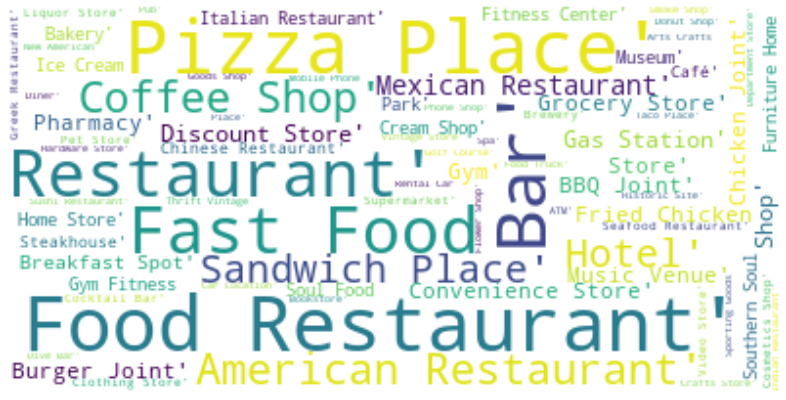 Liquor Store'
Pub'
Italian Restaurant'
Fitness Center'
Smoke Shop'
Donut Shop'
Bakery'
Pizza Place'
Arts Crafts
New American'
Ice Cream
Museum'
Café'
Greek Restaurant'
Goods Shop'
Mobile Phone
Diner'
Coffee Shop'
Mexican Restaurant'
Park'
Phone Shop'
Grocery Store'
Department Store'
Furniture Home
Chicken Joint'
Pharmacy'
Place'
Brewery'
Taco Place'
Discount Store'
Cream Shop'
Vintage Store'
Gas Station'
Pet Store'
Hardware Store'
Chinese Restaurant'
Spa'
Golf Course'
Food Truck'
Store'
Restaurant'
Gym'
Bar'
BBQ Joint'
Rental Car
Historic Site'
Sushi Restaurant'
Thrift Vintage
Supermarket'
Flower Shop'
ATM'
Fried Chicken
Shop'
Home Store'
Fast Food
Seafood Restaurant'
Steakhouse'
Hotel'
Breakfast Spot'
Sandwich Place'
Music Venue'
Gym Fitness
Car Location'
Soul Food
Convenience Store'
Cocktail Bar'
Bookstore'
Video Store'
Sporting Goods
Southern Soul
Cosmetics Shop'
Indian Restaurant'
Food Restaurant'
Dive Bar'
Burger Joint'
American Restaurant'
Clothing Store'
Crafts Store'